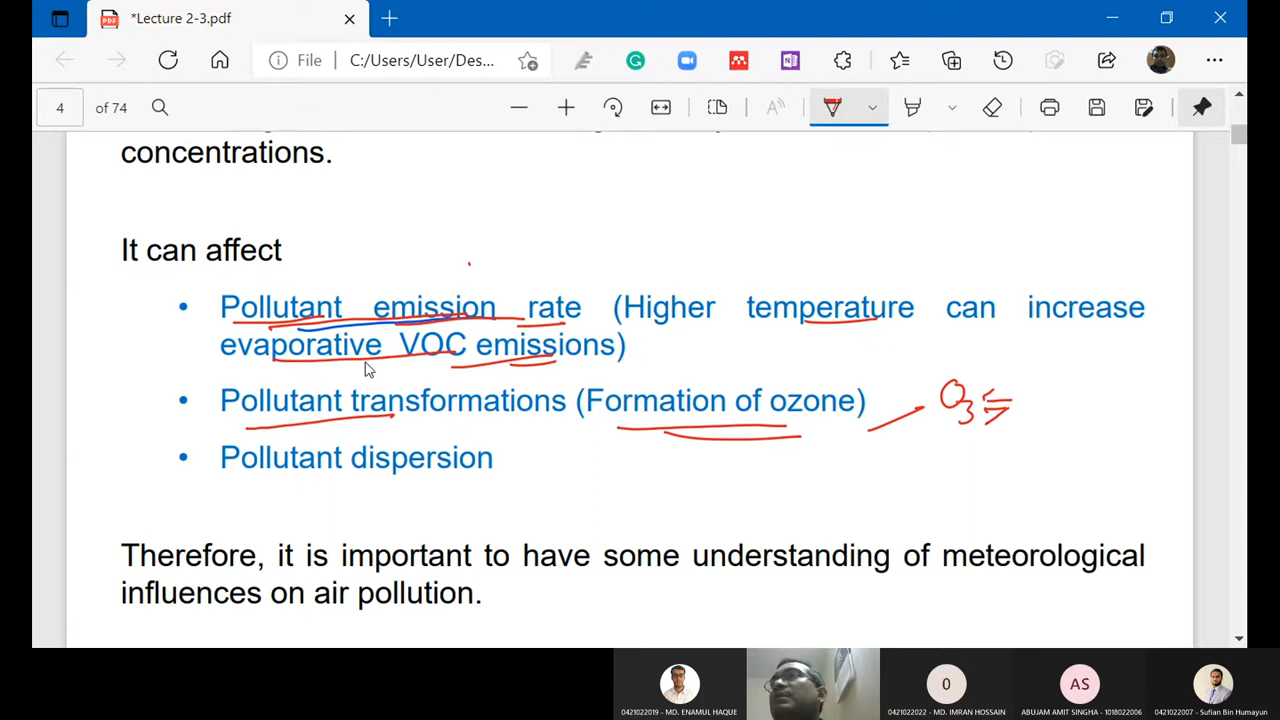 *Lecture 2-3.pdf
File C:/Users/User/Des...
4 of 74
concentrations.
It can affect
• Pollutant emission rate (Higher temperature can increase
evaporative VOC emissions)
• Pollutant transformations (Formation of ozone)
O3
• Pollutant dispersion
Therefore, it is important to have some understanding of meteorological
influences on air pollution.
0 AS
0421022019 - MD. ENAMUL HAQUE
0421022022 - MD. IMRAN HOSSAIN
ABUJAM AMIT SINGHA - 1018022006
0421022007 - Sufian Bin Humayun